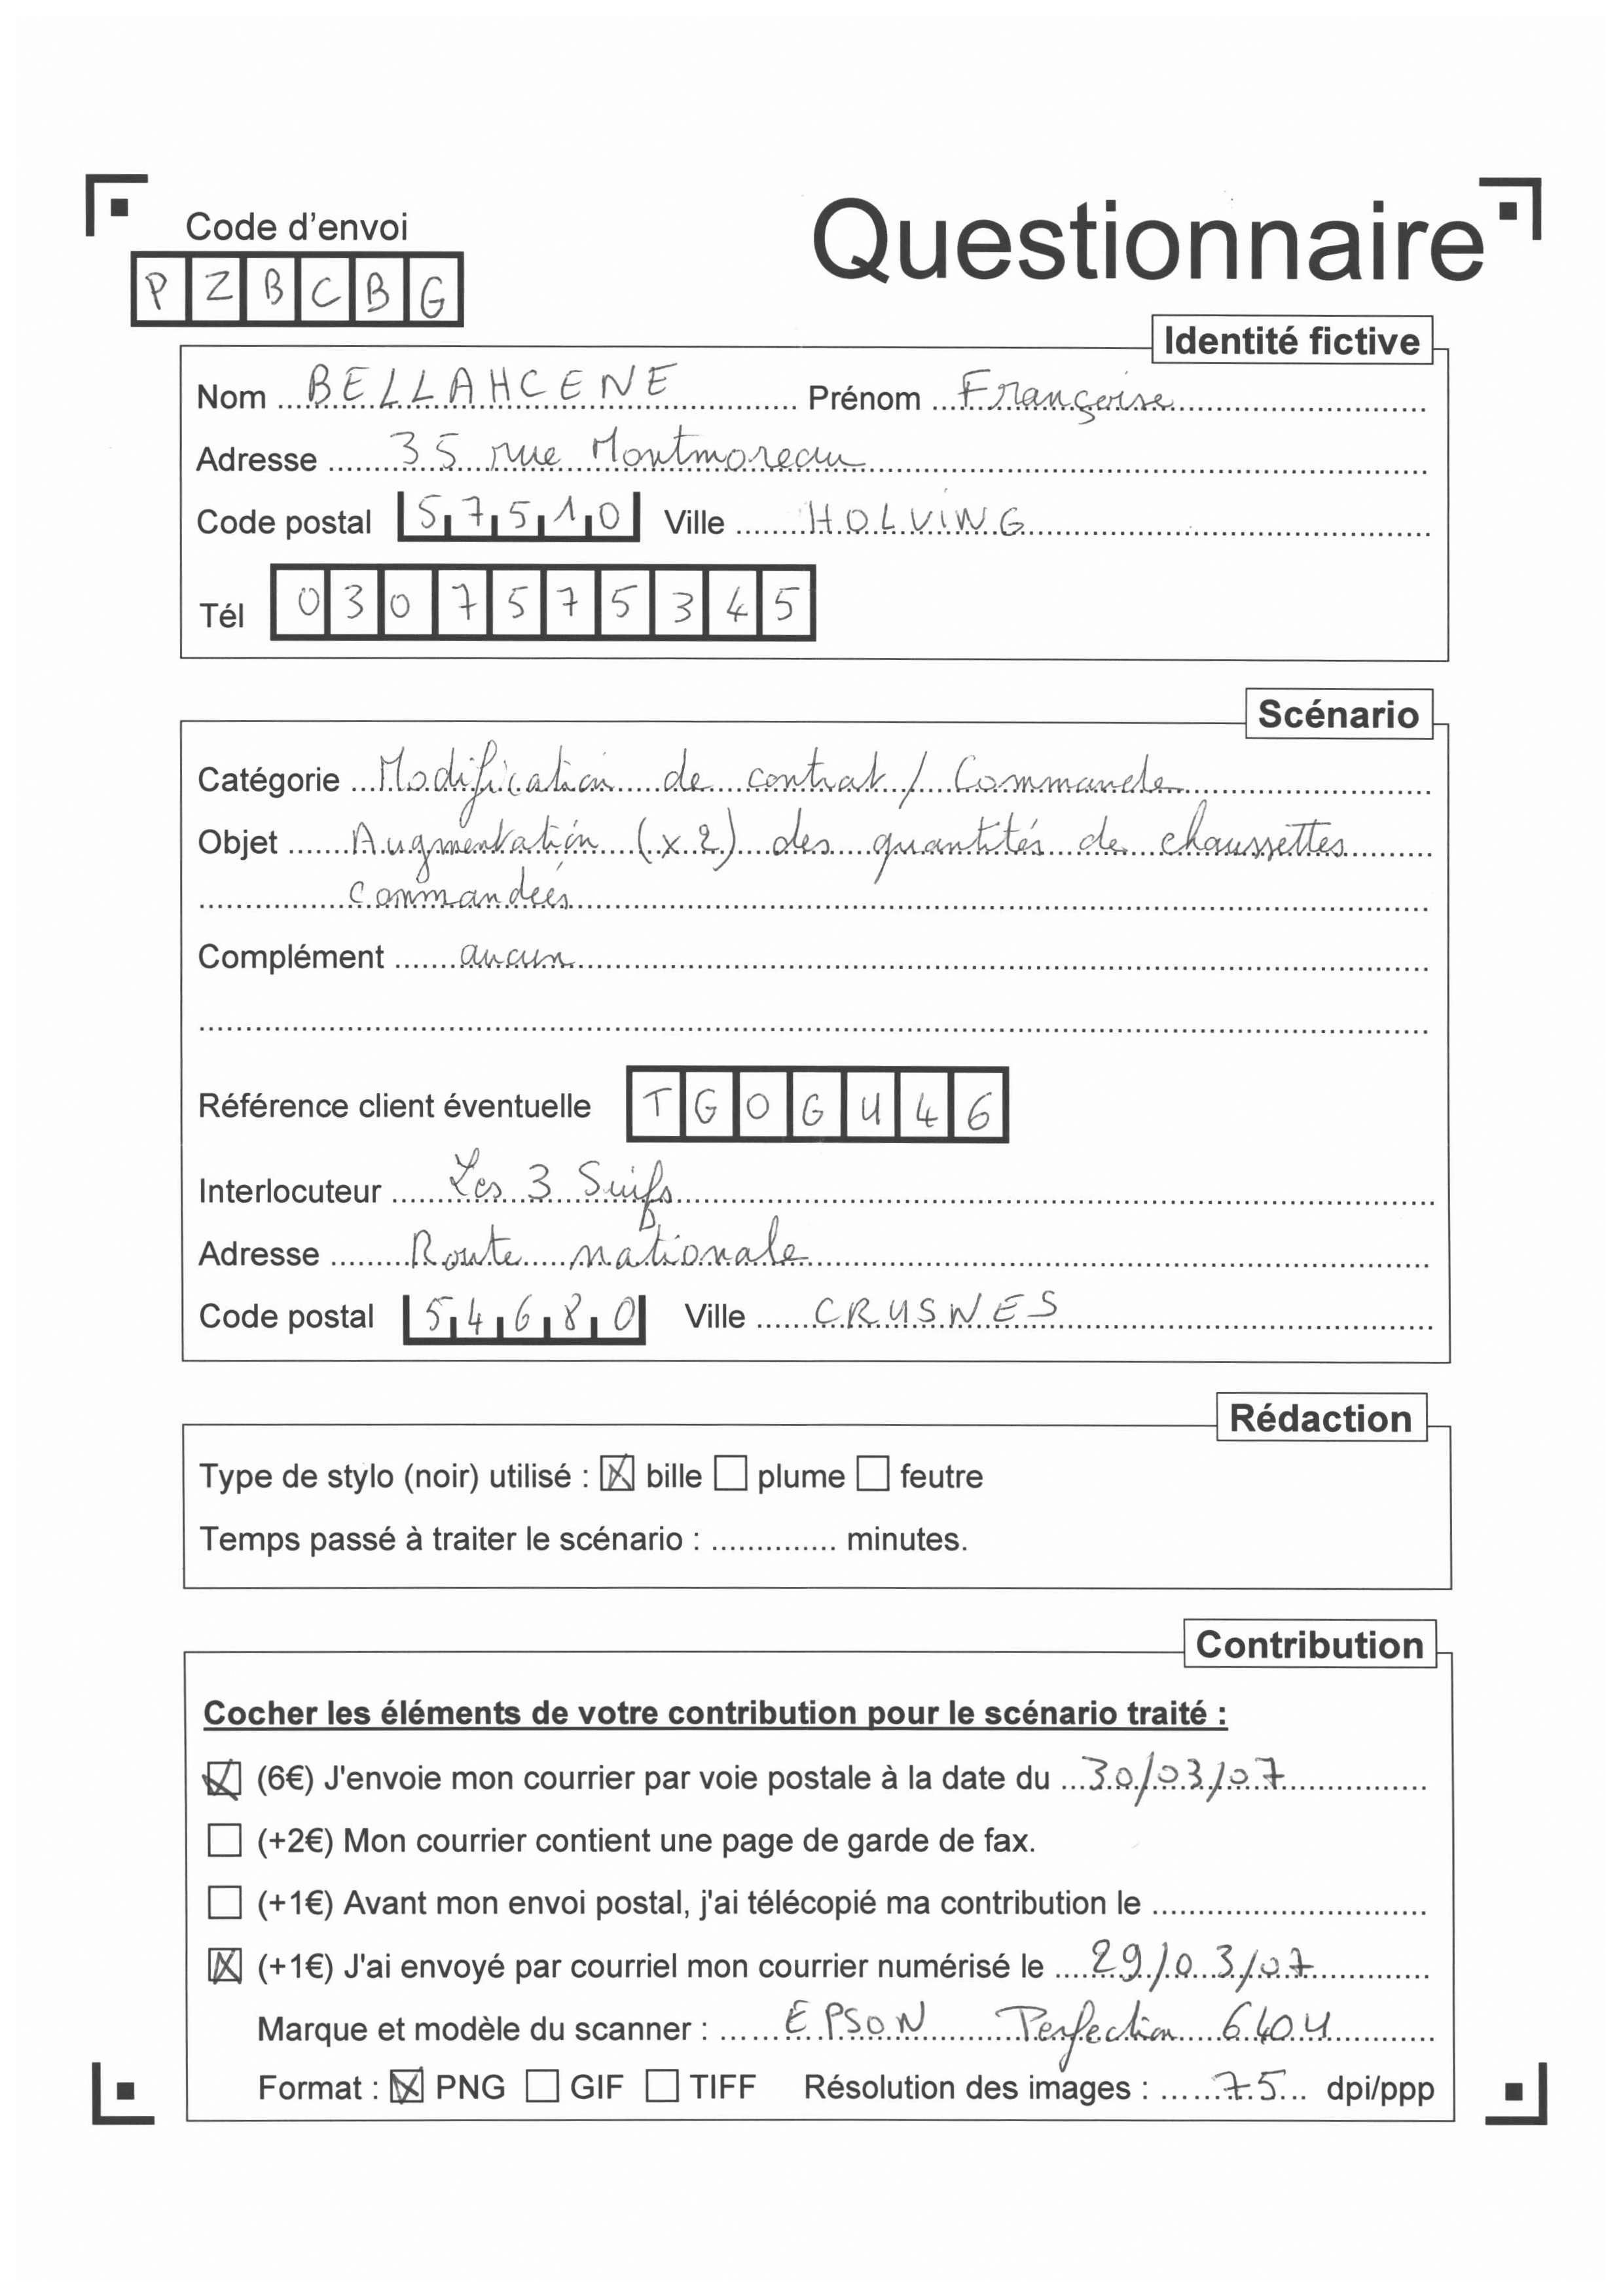 Code d'envoi
Questionnaire
PZBCBG
Identité fictive
Nom BELLAHCENE Prénom Françoise
Adresse 35 rue Montmoreau
Code postal 57510 Ville HOLVING
Tél 0307575345
Scénario
Catégorie Modification de contrat / Commande
Objet Augmentation (x2) des quantités de chaussettes
commandées
Complément aucun
Référence client éventuelle TGOGU46
Interlocuteur Les 3 Suifs
Adresse Route nationale
Code postal 54680 Ville CRUSNES
Rédaction
Type de stylo (noir) utilisé : ☒ bille ☐ plume ☐ feutre
Temps passé à traiter le scénario : .............. minutes.
Contribution
Cocher les éléments de votre contribution pour le scénario traité :
☒ (6€) J'envoie mon courrier par voie postale à la date du 30/03/07
☐ (+2€) Mon courrier contient une page de garde de fax.
☐ (+1€) Avant mon envoi postal, j'ai télécopié ma contribution le ..............................
☒ (+1€) J'ai envoyé par courriel mon courrier numérisé le 29/03/07
Marque et modèle du scanner : EPSON Perfection 640U
Format : ☒ PNG ☐ GIF ☐ TIFF Résolution des images : 75 dpi/ppp